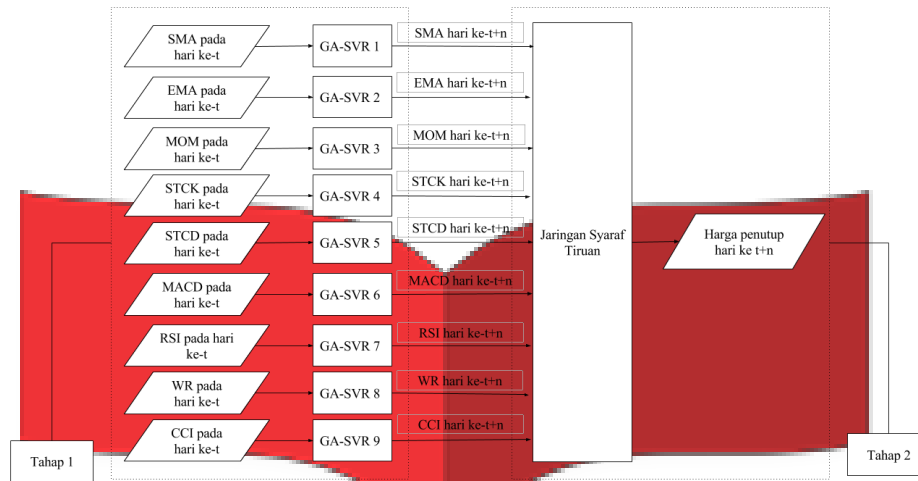 SMA pada
hari ke-t
GA-SVR 1
SMA hari ke-t+n
EMA pada
hari ke-t
GA-SVR 2
EMA hari ke-t+n
MOM pada
hari ke-t
GA-SVR 3
MOM hari ke-t+n
STCK pada
hari ke-t
GA-SVR 4
STCK hari ke-t+n
STCD pada
hari ke-t
GA-SVR 5
STCD hari ke-t+n
MACD pada
hari ke-t
GA-SVR 6
MACD hari ke-t+n
RSI pada hari
ke-t
GA-SVR 7
RSI hari ke-t+n
WR pada
hari ke-t
GA-SVR 8
WR hari ke-t+n
CCI pada
hari ke-t
GA-SVR 9
CCI hari ke-t+n
Jaringan Syaraf
Tiruan
Harga penutup
hari ke t+n
Tahap 1
Tahap 2